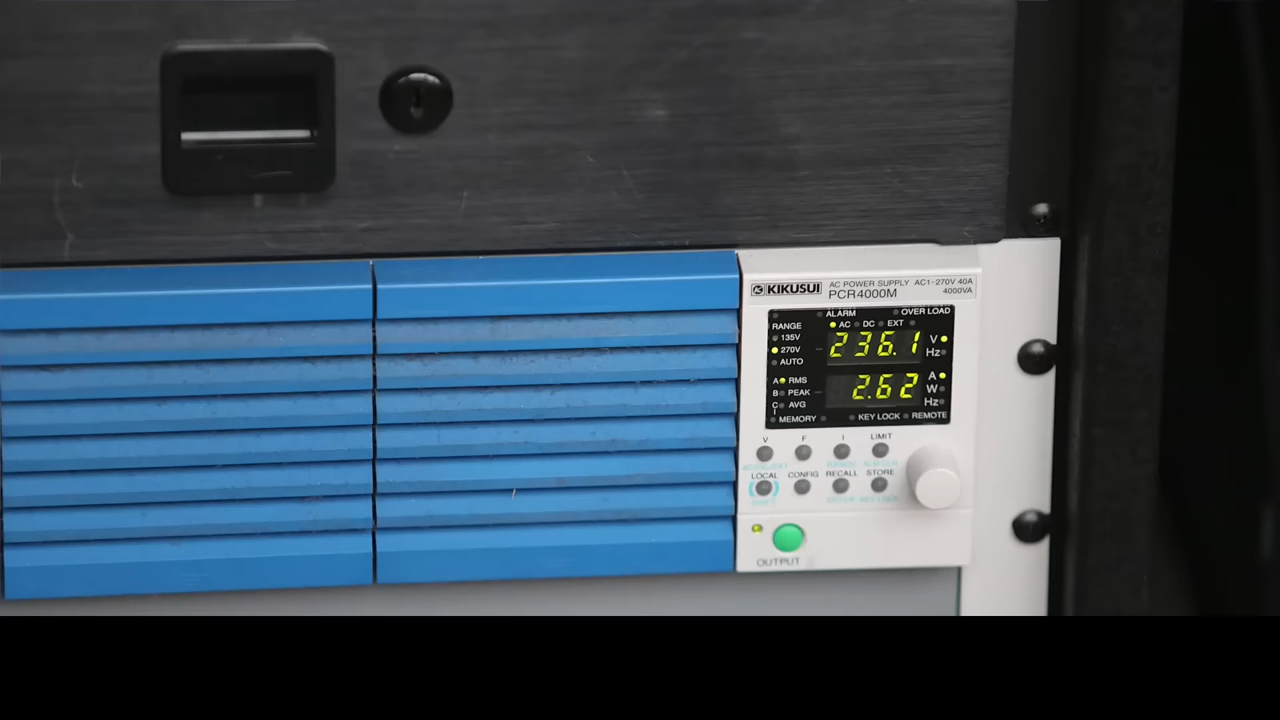 KIKUSUI
AC POWER SUPPLY AC1-270V 40A
PCR4000M 4000VA
ALARM OVER LOAD
RANGE AC DC EXT
135V
270V 236.1 V
Hz
AUTO
A RMS 2.62 A
B PEAK W
C AVG Hz
MEMORY KEY LOCK REMOTE
V F I LIMIT
LOCAL CONFIG RECALL STORE
OUTPUT